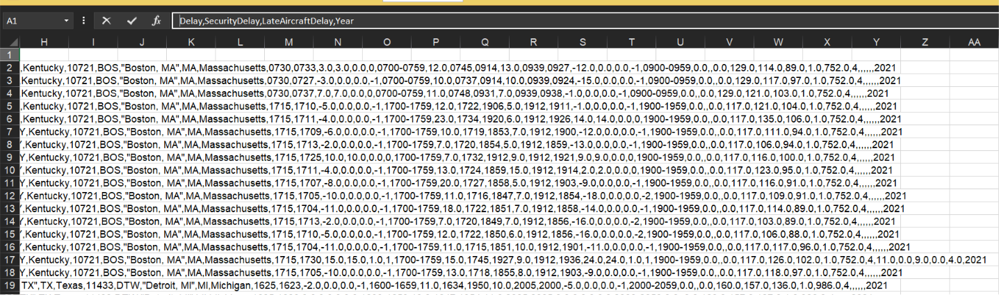 A1 fx Delay,SecurityDelay,LateAircraftDelay,Year
H I J K L M N O P Q R S T U V W X Y Z AA
1
2 ,Kentucky,10721,BOS,"Boston, MA",MA,Massachusetts,0730,0733,3.0,3.0,0.0,0,0700-0759,12.0,0745,0914,13.0,0939,0927,-12.0,0.0,0.0,-1,0900-0959,0.0,,0.0,129.0,114.0,89.0,1.0,752.0,4,,,,,,2021
3 Kentucky,10721,BOS,"Boston, MA",MA,Massachusetts,0730,0727,-3.0,0.0,0.0,-1,0700-0759,10.0,0737,0914,10.0,0939,0924,-15.0,0.0,0.0,-1,0900-0959,0.0,,0.0,129.0,117.0,97.0,1.0,752.0,4,,,,,,2021
4 Kentucky,10721,BOS,"Boston, MA",MA,Massachusetts,0730,0737,7.0,7.0,0.0,0,0700-0759,11.0,0748,0931,7.0,0939,0938,-1.0,0.0,0.0,-1,0900-0959,0.0,,0.0,129.0,121.0,103.0,1.0,752.0,4,,,,,,2021
5 ,Kentucky,10721,BOS,"Boston, MA",MA,Massachusetts,1715,1710,-5.0,0.0,0.0,-1,1700-1759,12.0,1722,1906,5.0,1912,1911,-1.0,0.0,0.0,-1,1900-1959,0.0,,0.0,117.0,121.0,104.0,1.0,752.0,4,,,,,,2021
6 ,Kentucky,10721,BOS,"Boston, MA",MA,Massachusetts,1715,1711,-4.0,0.0,0.0,-1,1700-1759,23.0,1734,1920,6.0,1912,1926,14.0,14.0,0.0,0,1900-1959,0.0,,0.0,117.0,135.0,106.0,1.0,752.0,4,,,,,,2021
7 Y,Kentucky,10721,BOS,"Boston, MA",MA,Massachusetts,1715,1709,-6.0,0.0,0.0,-1,1700-1759,10.0,1719,1853,7.0,1912,1900,-12.0,0.0,0.0,-1,1900-1959,0.0,,0.0,117.0,111.0,94.0,1.0,752.0,4,,,,,,2021
8 ,Kentucky,10721,BOS,"Boston, MA",MA,Massachusetts,1715,1713,-2.0,0.0,0.0,-1,1700-1759,7.0,1720,1854,5.0,1912,1859,-13.0,0.0,0.0,-1,1900-1959,0.0,,0.0,117.0,106.0,94.0,1.0,752.0,4,,,,,,2021
9 Y,Kentucky,10721,BOS,"Boston, MA",MA,Massachusetts,1715,1725,10.0,10.0,0.0,0,1700-1759,7.0,1732,1912,9.0,1912,1921,9.0,9.0,0.0,0,1900-1959,0.0,,0.0,117.0,116.0,100.0,1.0,752.0,4,,,,,,2021
10 ,Kentucky,10721,BOS,"Boston, MA",MA,Massachusetts,1715,1711,-4.0,0.0,0.0,-1,1700-1759,13.0,1724,1859,15.0,1912,1914,2.0,2.0,0.0,0,1900-1959,0.0,,0.0,117.0,123.0,95.0,1.0,752.0,4,,,,,,2021
11 Y,Kentucky,10721,BOS,"Boston, MA",MA,Massachusetts,1715,1707,-8.0,0.0,0.0,-1,1700-1759,20.0,1727,1858,5.0,1912,1903,-9.0,0.0,0.0,-1,1900-1959,0.0,,0.0,117.0,116.0,91.0,1.0,752.0,4,,,,,,2021
12 ,Kentucky,10721,BOS,"Boston, MA",MA,Massachusetts,1715,1705,-10.0,0.0,0.0,-1,1700-1759,11.0,1716,1847,7.0,1912,1854,-18.0,0.0,0.0,-2,1900-1959,0.0,,0.0,117.0,109.0,91.0,1.0,752.0,4,,,,,,2021
13 ,Kentucky,10721,BOS,"Boston, MA",MA,Massachusetts,1715,1704,-11.0,0.0,0.0,-1,1700-1759,18.0,1722,1851,7.0,1912,1858,-14.0,0.0,0.0,-1,1900-1959,0.0,,0.0,117.0,114.0,89.0,1.0,752.0,4,,,,,,2021
14 ,Kentucky,10721,BOS,"Boston, MA",MA,Massachusetts,1715,1713,-2.0,0.0,0.0,-1,1700-1759,7.0,1720,1849,7.0,1912,1856,-16.0,0.0,0.0,-2,1900-1959,0.0,,0.0,117.0,103.0,89.0,1.0,752.0,4,,,,,,2021
15 ,Kentucky,10721,BOS,"Boston, MA",MA,Massachusetts,1715,1710,-5.0,0.0,0.0,-1,1700-1759,12.0,1722,1850,6.0,1912,1856,-16.0,0.0,0.0,-2,1900-1959,0.0,,0.0,117.0,106.0,88.0,1.0,752.0,4,,,,,,2021
16 ,Kentucky,10721,BOS,"Boston, MA",MA,Massachusetts,1715,1704,-11.0,0.0,0.0,-1,1700-1759,11.0,1715,1851,10.0,1912,1901,-11.0,0.0,0.0,-1,1900-1959,0.0,,0.0,117.0,117.0,96.0,1.0,752.0,4,,,,,,2021
17 Y,Kentucky,10721,BOS,"Boston, MA",MA,Massachusetts,1715,1730,15.0,15.0,1.0,1,1700-1759,15.0,1745,1927,9.0,1912,1936,24.0,24.0,1.0,1,1900-1959,0.0,,0.0,117.0,126.0,102.0,1.0,752.0,4,11.0,0.0,9.0,0.0,4.0,2021
18 Y,Kentucky,10721,BOS,"Boston, MA",MA,Massachusetts,1715,1705,-10.0,0.0,0.0,-1,1700-1759,13.0,1718,1855,8.0,1912,1903,-9.0,0.0,0.0,-1,1900-1959,0.0,,0.0,117.0,118.0,97.0,1.0,752.0,4,,,,,,2021
19 TX",TX,Texas,11433,DTW,"Detroit, MI",MI,Michigan,1625,1623,-2.0,0.0,0.0,-1,1600-1659,11.0,1634,1950,10.0,2005,2000,-5.0,0.0,0.0,-1,2000-2059,0.0,,0.0,160.0,157.0,136.0,1.0,986.0,4,,,,,,2021